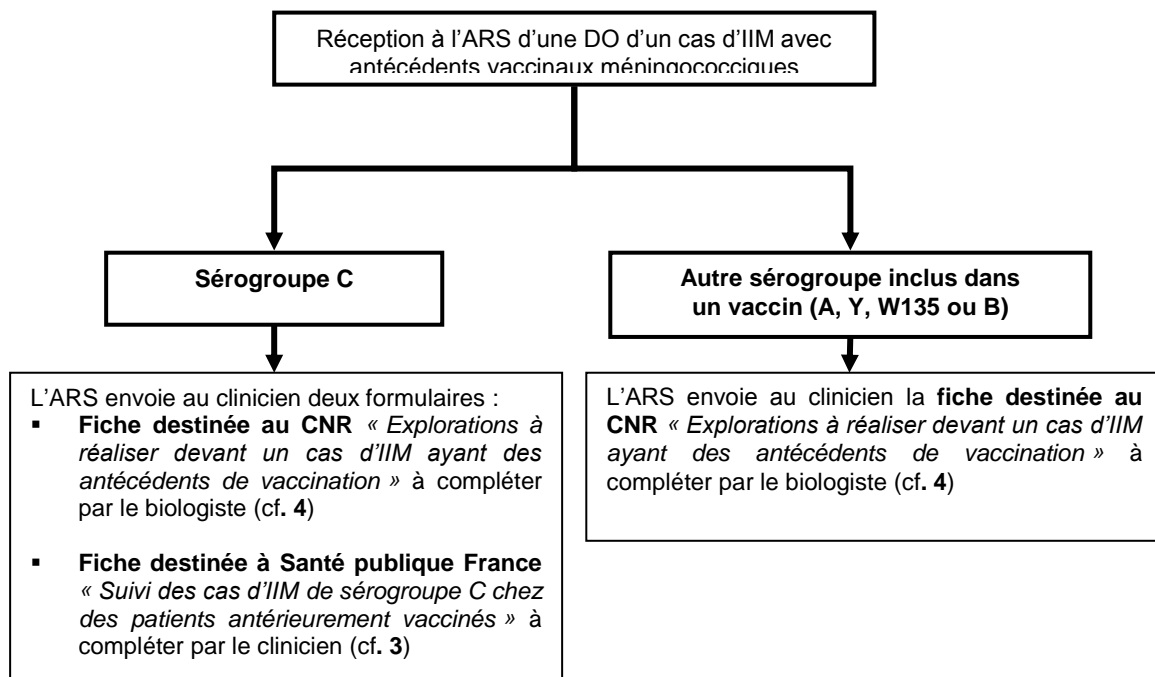 Réception à l'ARS d'une DO d'un cas d'IIM avec
antécédents vaccinaux méningococciques
Sérogroupe C
Autre sérogroupe inclus dans
un vaccin (A, Y, W135 ou B)
L'ARS envoie au clinicien deux formulaires :
▪ Fiche destinée au CNR « Explorations à
réaliser devant un cas d'IIM ayant des
antécédents de vaccination » à compléter
par le biologiste (cf. 4)
▪ Fiche destinée à Santé publique France
« Suivi des cas d'IIM de sérogroupe C chez
des patients antérieurement vaccinés » à
compléter par le clinicien (cf. 3)
L'ARS envoie au clinicien la fiche destinée au
CNR « Explorations à réaliser devant un cas d'IIM
ayant des antécédents de vaccination » à
compléter par le biologiste (cf. 4)